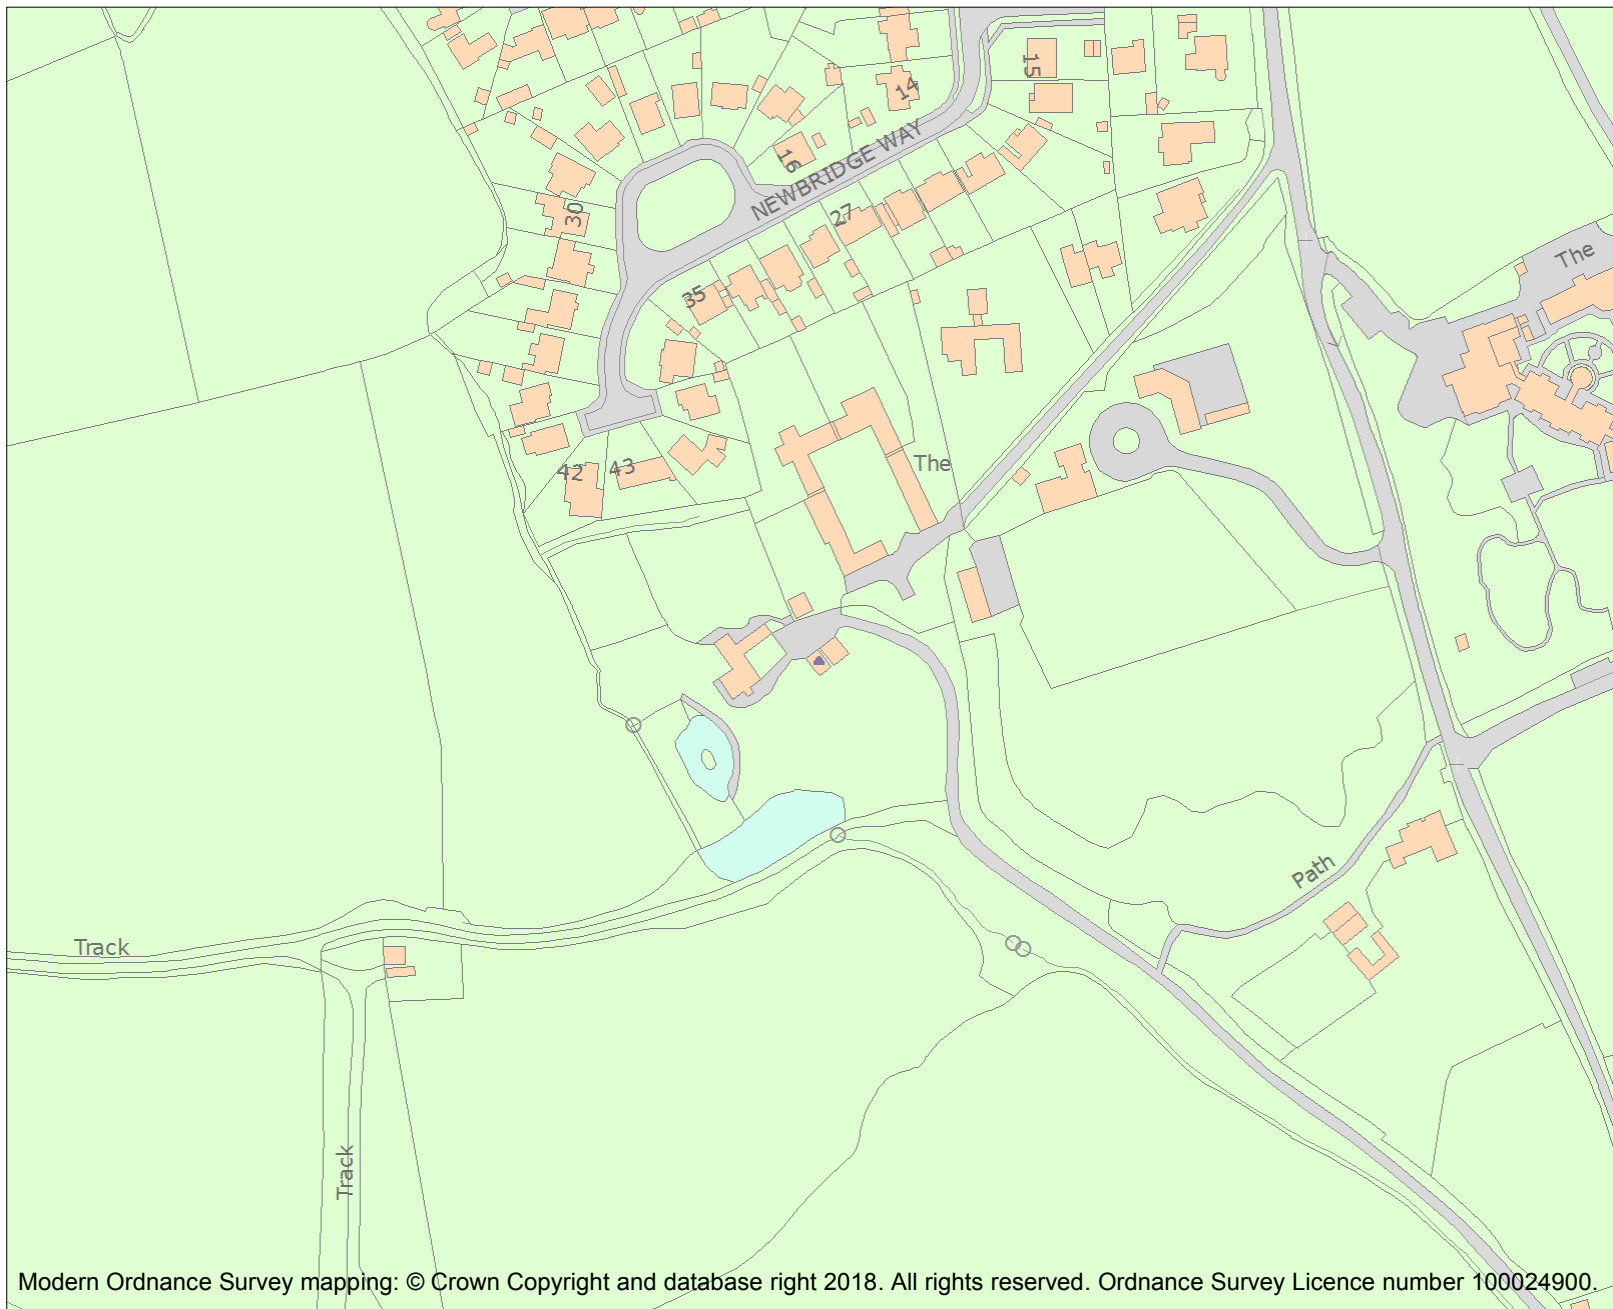 15
14
NEWBRIDGE WAY
16
30
27
The
35
The
42
43
Path
Track
Track
Modern Ordnance Survey mapping: © Crown Copyright and database right 2018. All rights reserved. Ordnance Survey Licence number 100024900.